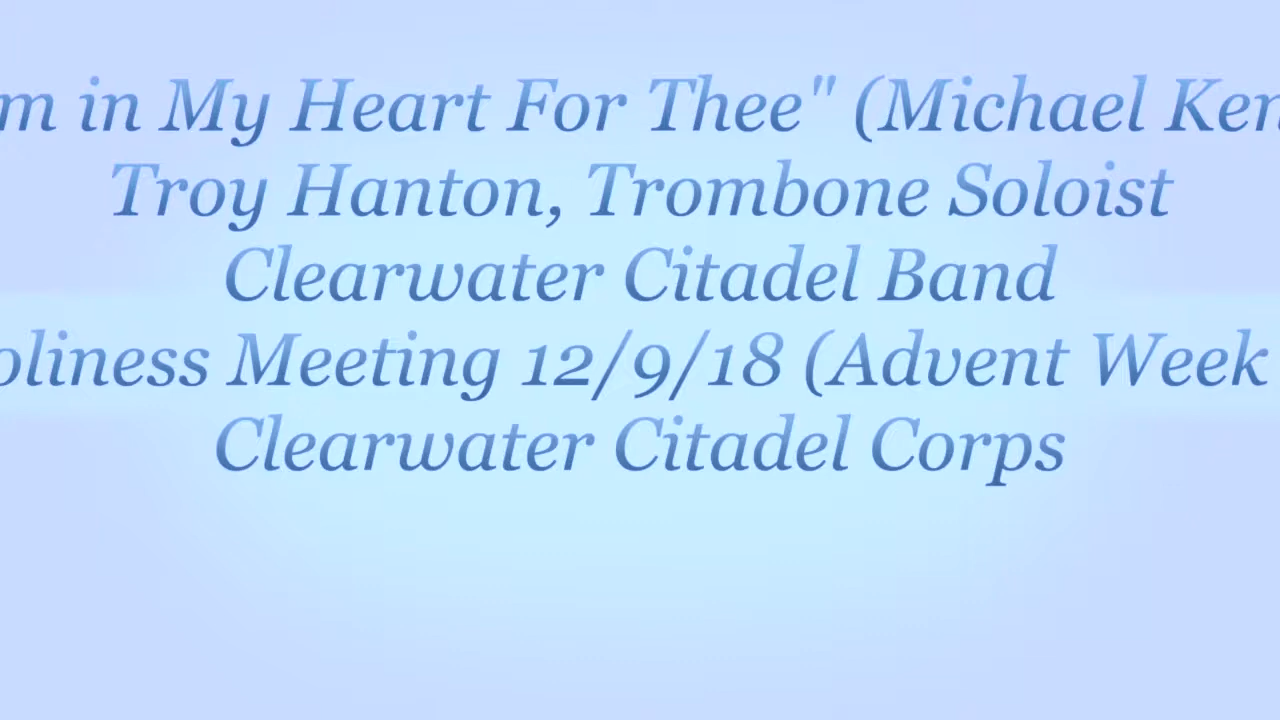 m in My Heart For Thee" (Michael Ken
Troy Hanton, Trombone Soloist
Clearwater Citadel Band
oliness Meeting 12/9/18 (Advent Week
Clearwater Citadel Corps